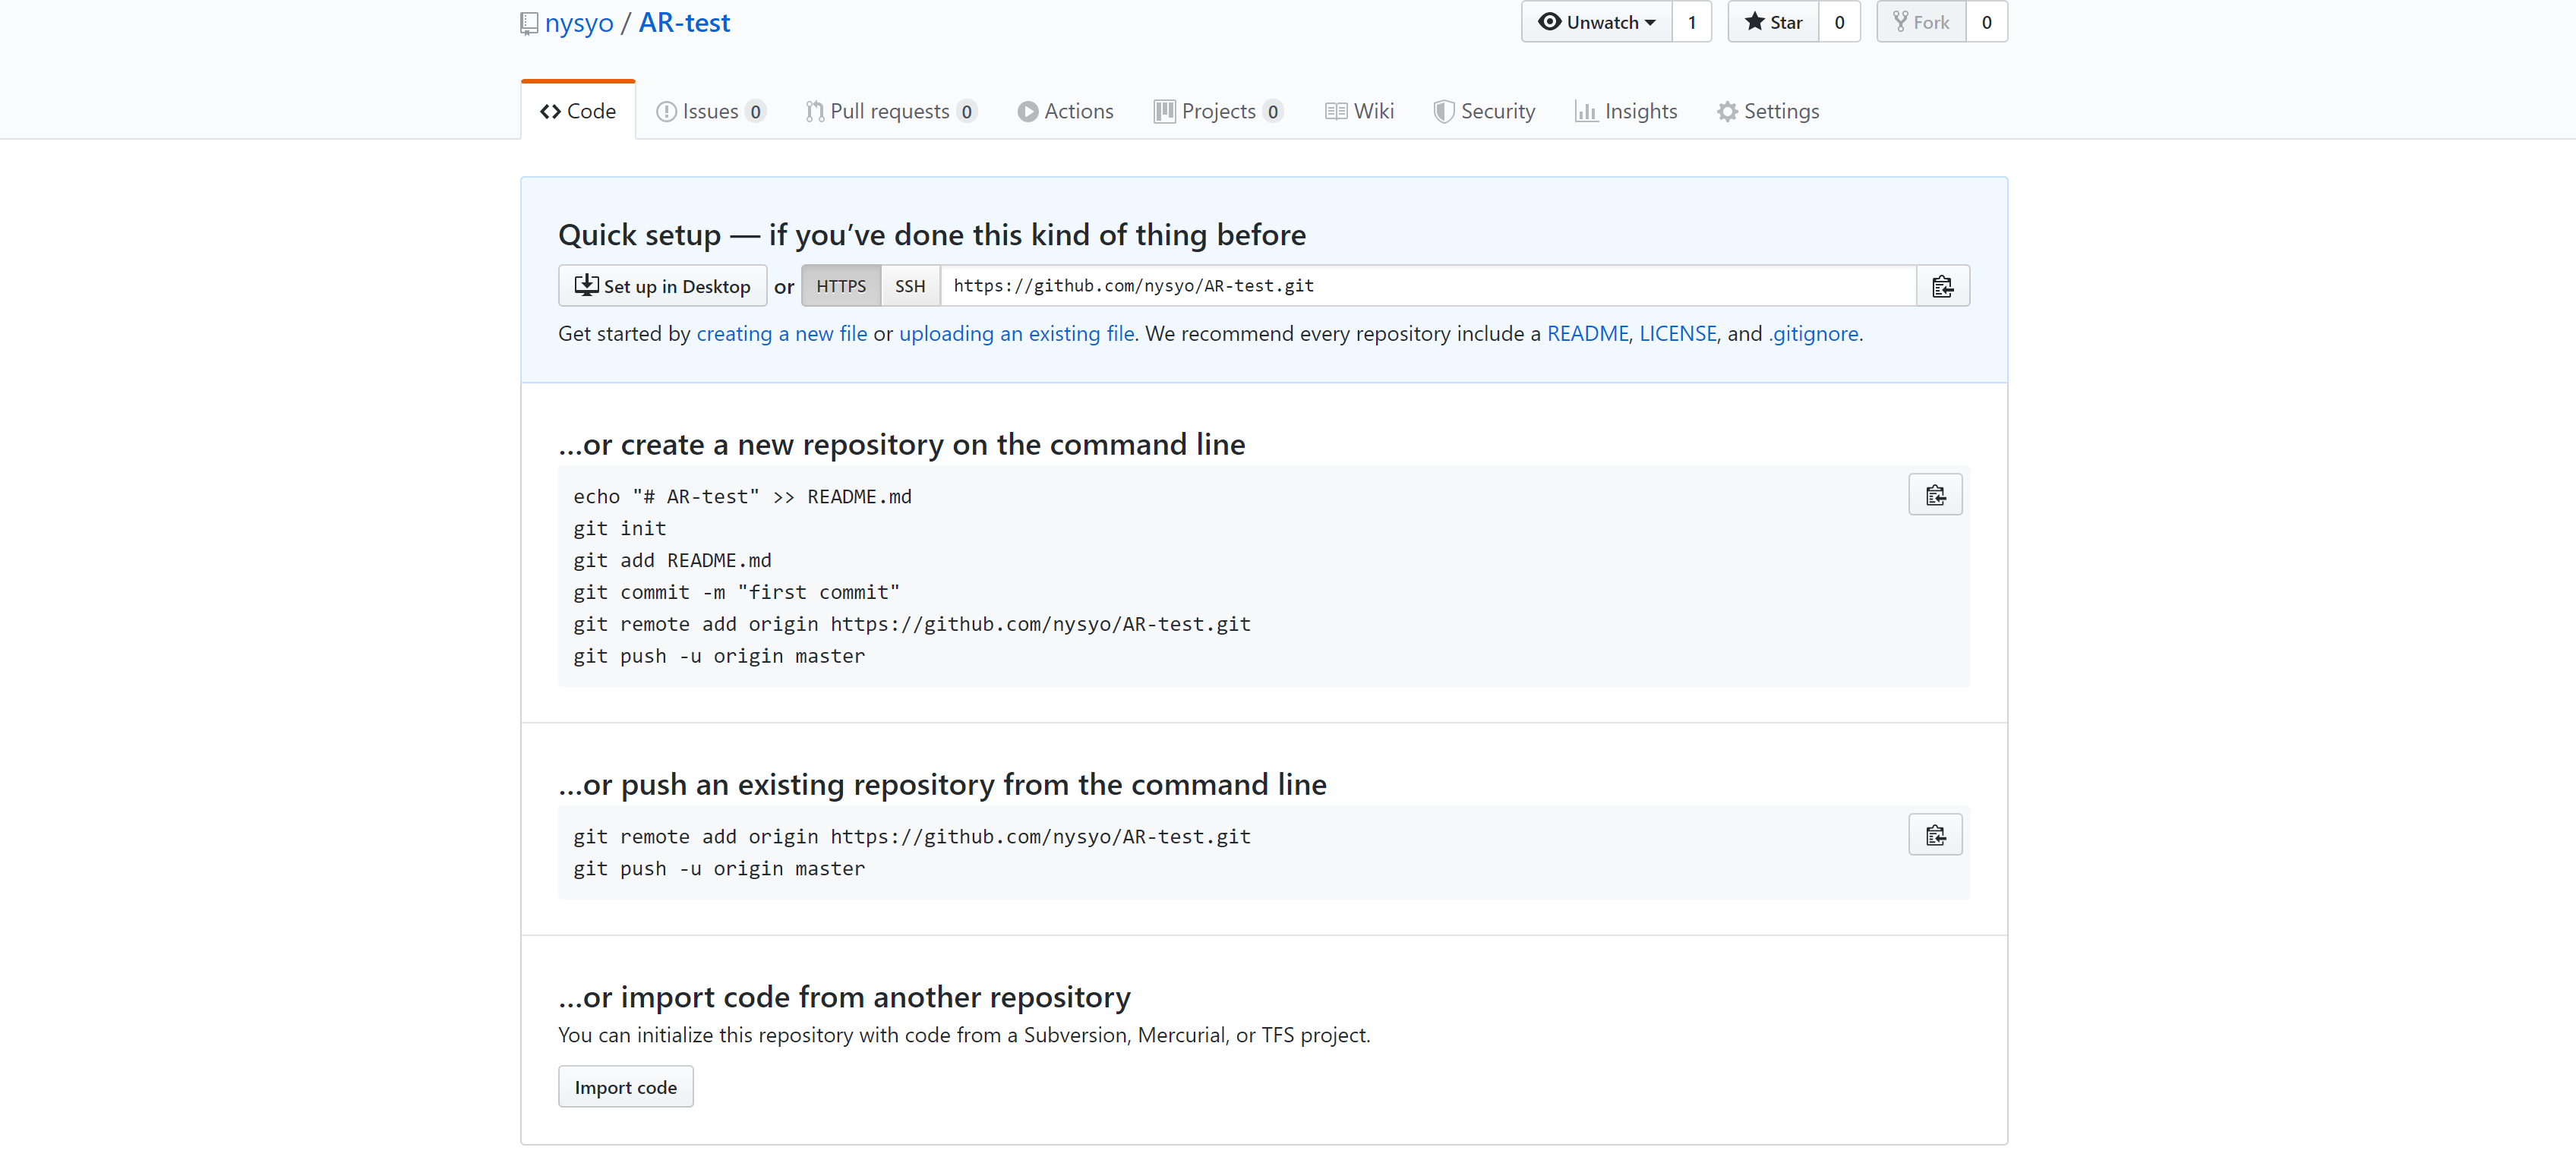 nysyo / AR-test
Unwatch 1 Star 0 Fork 0
Code Issues 0 Pull requests 0 Actions Projects 0 Wiki Security Insights Settings
Quick setup — if you’ve done this kind of thing before
Set up in Desktop or HTTPS SSH https://github.com/nysyo/AR-test.git
Get started by creating a new file or uploading an existing file. We recommend every repository include a README, LICENSE, and .gitignore.
…or create a new repository on the command line
echo "# AR-test" >> README.md
git init
git add README.md
git commit -m "first commit"
git remote add origin https://github.com/nysyo/AR-test.git
git push -u origin master
…or push an existing repository from the command line
git remote add origin https://github.com/nysyo/AR-test.git
git push -u origin master
…or import code from another repository
You can initialize this repository with code from a Subversion, Mercurial, or TFS project.
Import code